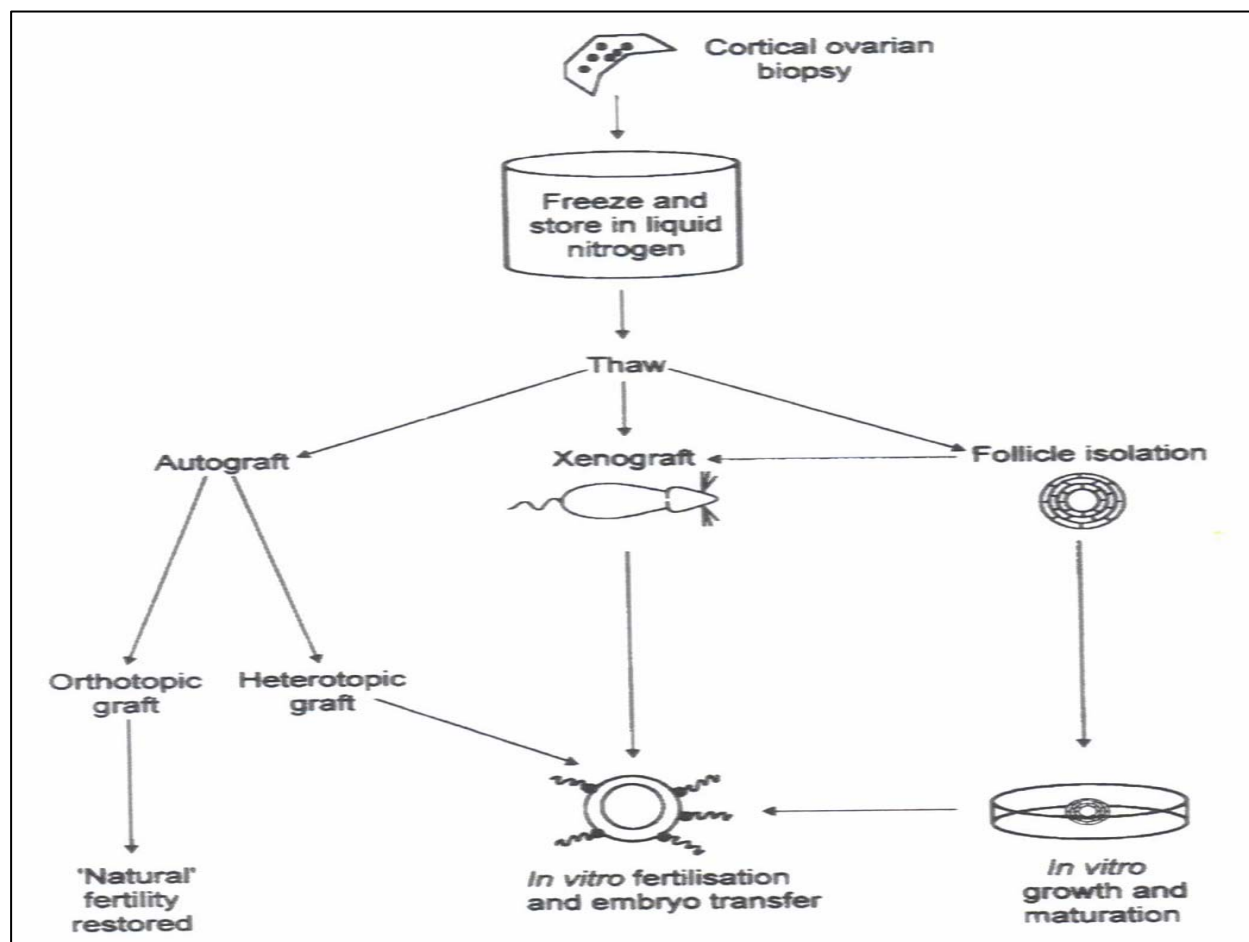 Cortical ovarian
biopsy
Freeze and
store in liquid
nitrogen
Thaw
Autograft
Xenograft
Follicle isolation
Orthotopic
graft
Heterotopic
graft
'Natural'
fertility
restored
In vitro fertilisation
and embryo transfer
In vitro
growth and
maturation